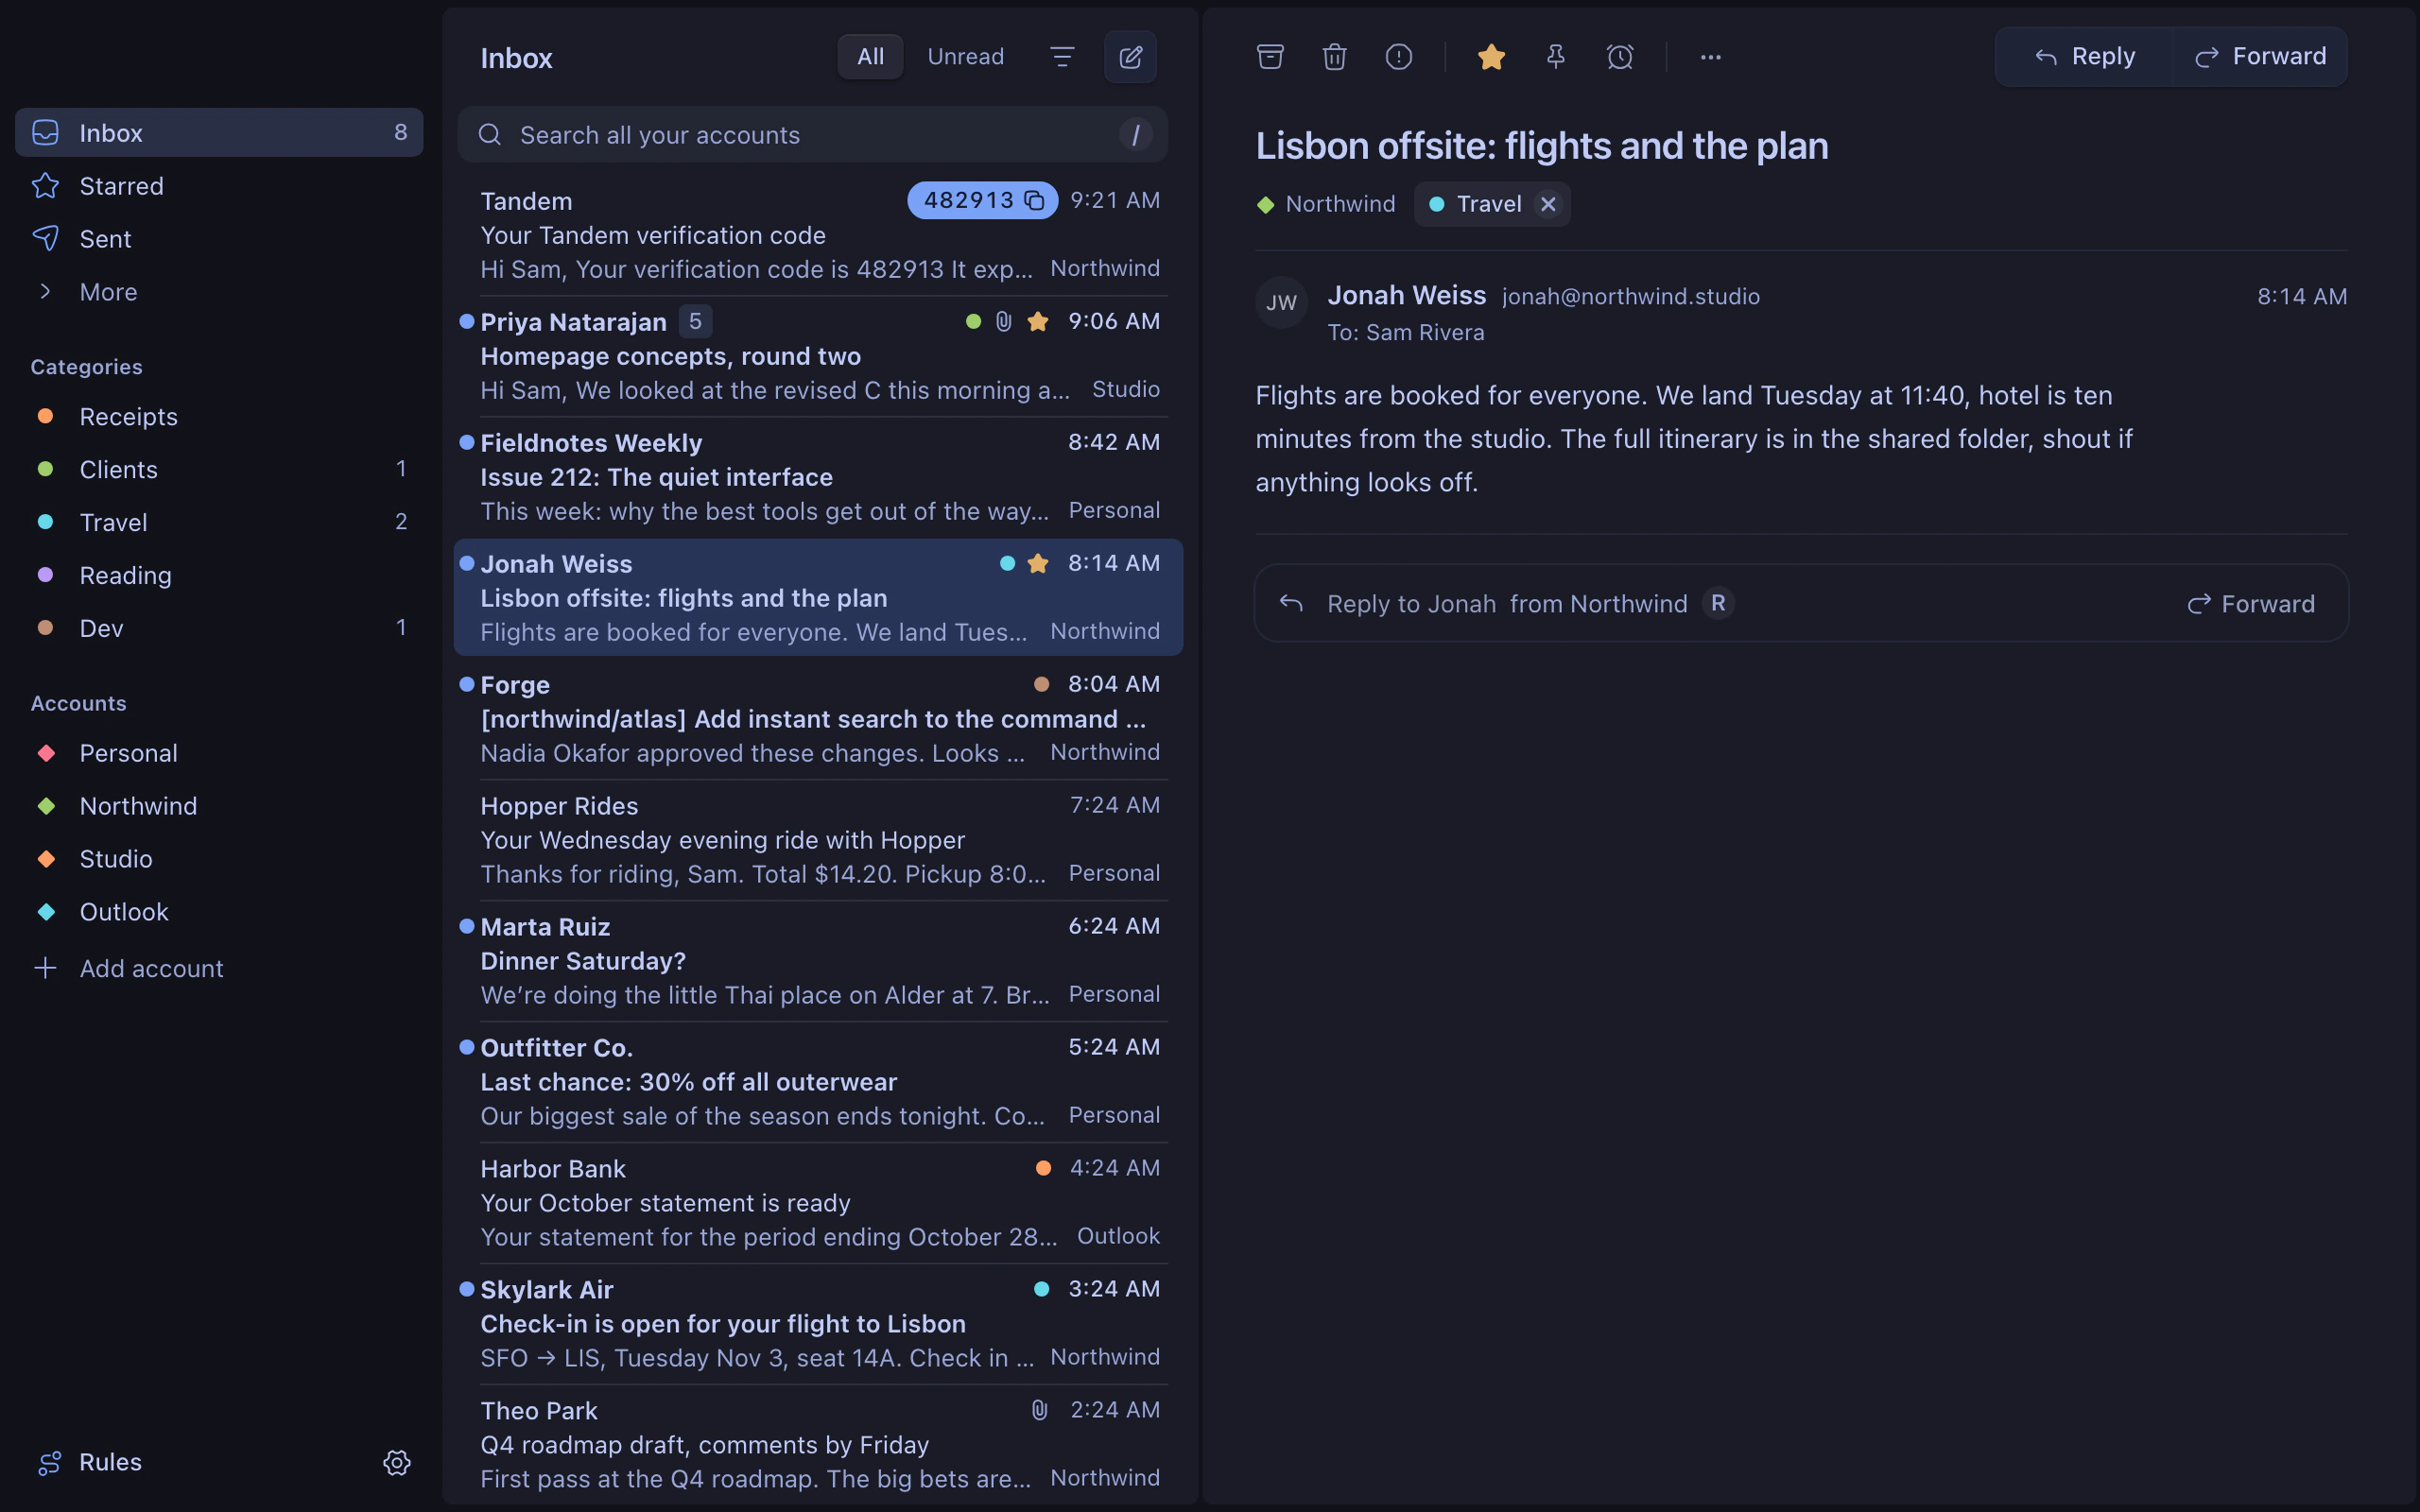 Inbox 8
Starred
Sent
More
Categories
Receipts
Clients 1
Travel 2
Reading
Dev 1
Accounts
Personal
Northwind
Studio
Outlook
Add account
Rules
Inbox All Unread
Search all your accounts /
Tandem 482913 9:21 AM
Your Tandem verification code
Hi Sam, Your verification code is 482913 It exp... Northwind
Priya Natarajan 5 9:06 AM
Homepage concepts, round two
Hi Sam, We looked at the revised C this morning a... Studio
Fieldnotes Weekly 8:42 AM
Issue 212: The quiet interface
This week: why the best tools get out of the way... Personal
Jonah Weiss 8:14 AM
Lisbon offsite: flights and the plan
Flights are booked for everyone. We land Tues... Northwind
Forge 8:04 AM
[northwind/atlas] Add instant search to the command ...
Nadia Okafor approved these changes. Looks ... Northwind
Hopper Rides 7:24 AM
Your Wednesday evening ride with Hopper
Thanks for riding, Sam. Total $14.20. Pickup 8:0... Personal
Marta Ruiz 6:24 AM
Dinner Saturday?
We’re doing the little Thai place on Alder at 7. Br... Personal
Outfitter Co. 5:24 AM
Last chance: 30% off all outerwear
Our biggest sale of the season ends tonight. Co... Personal
Harbor Bank 4:24 AM
Your October statement is ready
Your statement for the period ending October 28... Outlook
Skylark Air 3:24 AM
Check-in is open for your flight to Lisbon
SFO → LIS, Tuesday Nov 3, seat 14A. Check in ... Northwind
Theo Park 2:24 AM
Q4 roadmap draft, comments by Friday
First pass at the Q4 roadmap. The big bets are... Northwind
Reply Forward
Lisbon offsite: flights and the plan
Northwind Travel
JW Jonah Weiss jonah@northwind.studio 8:14 AM
To: Sam Rivera
Flights are booked for everyone. We land Tuesday at 11:40, hotel is ten
minutes from the studio. The full itinerary is in the shared folder, shout if
anything looks off.
Reply to Jonah from Northwind R Forward